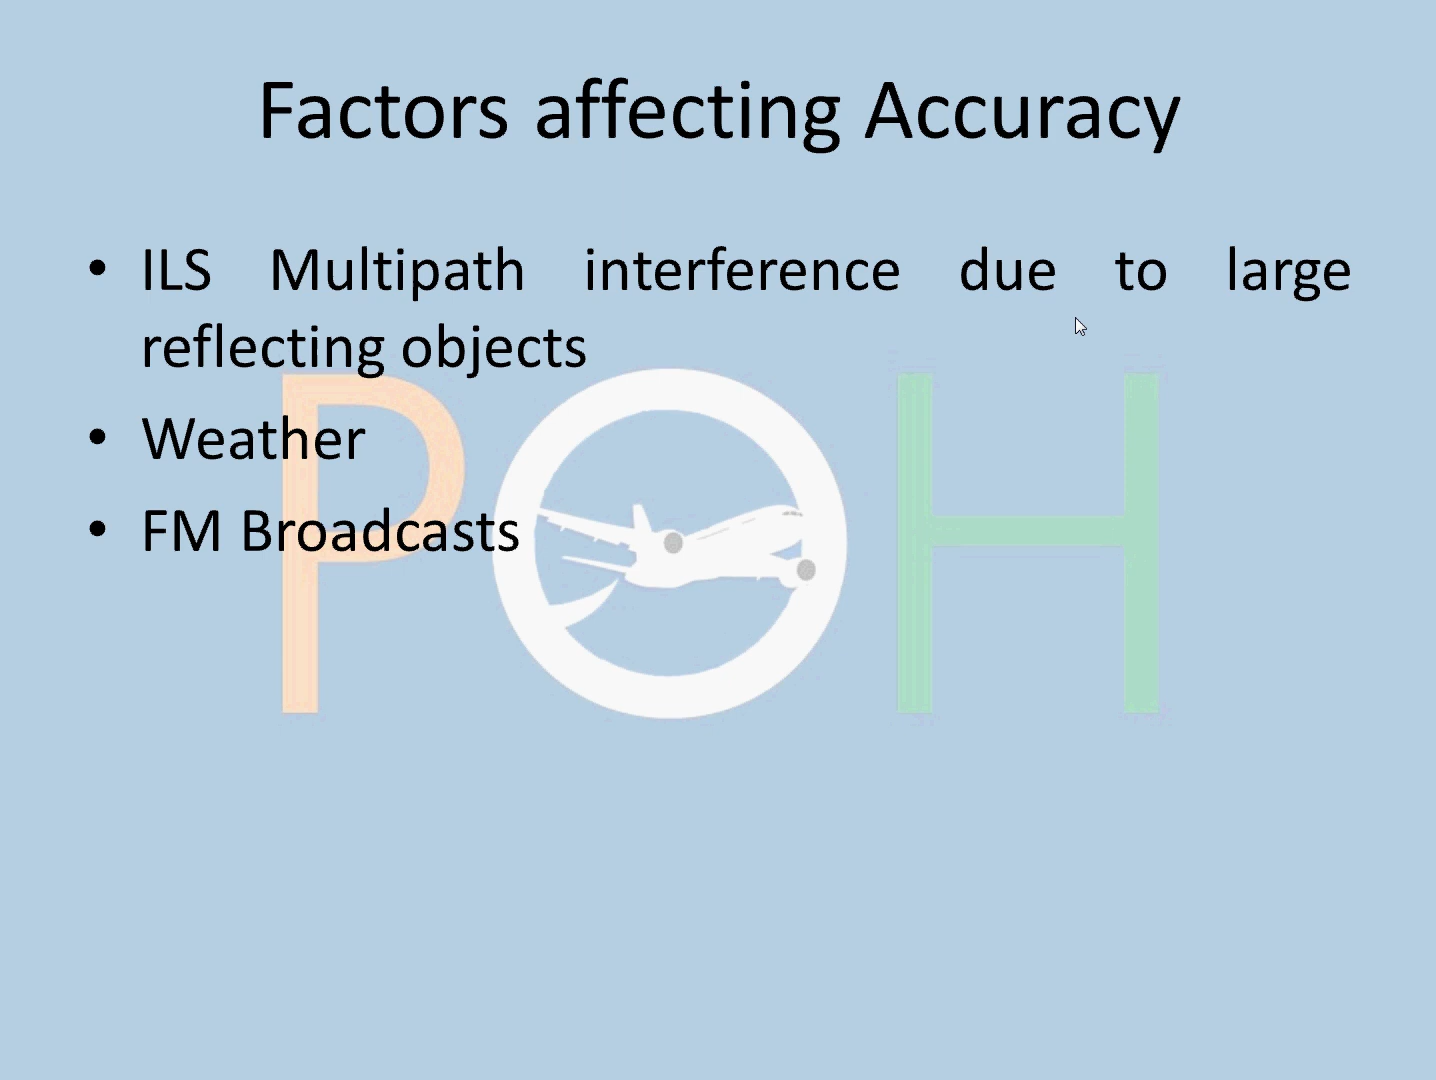 Factors affecting Accuracy
• ILS Multipath interference due to large
reflecting objects
• Weather
• FM Broadcasts
POH